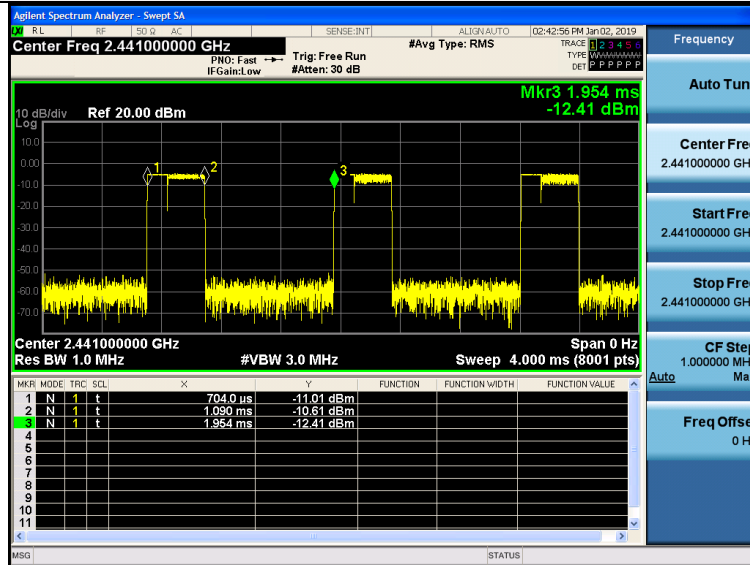 Agilent Spectrum Analyzer - Swept SA
RL RF 50 Ω AC SENSE:INT ALIGNAUTO 02:42:56 PM Jan 02, 2019
Center Freq 2.441000000 GHz
#Avg Type: RMS
TRACE 1 2 3 4 5 6
TYPE W
DET P P P P P P
PNO: Fast
IFGain:Low
Trig: Free Run
#Atten: 30 dB
Mkr3 1.954 ms
-12.41 dBm
10 dB/div Ref 20.00 dBm
Log
10.0
0.00
-10.0
-20.0
-30.0
-40.0
-50.0
-60.0
-70.0
1
2
3
Center 2.441000000 GHz Span 0 Hz
Res BW 1.0 MHz #VBW 3.0 MHz Sweep 4.000 ms (8001 pts)
MKR MODE TRC SCL X Y FUNCTION FUNCTION WIDTH FUNCTION VALUE
1 N 1 t 704.0 µs -11.01 dBm
2 N 1 t 1.090 ms -10.61 dBm
3 N 1 t 1.954 ms -12.41 dBm
4
5
6
7
8
9
10
11
MSG STATUS
Frequency
Auto Tun
Center Fre
2.441000000 GH
Start Fre
2.441000000 GH
Stop Fre
2.441000000 GH
CF Ste
1.000000 MH
Auto Ma
Freq Offse
0 H